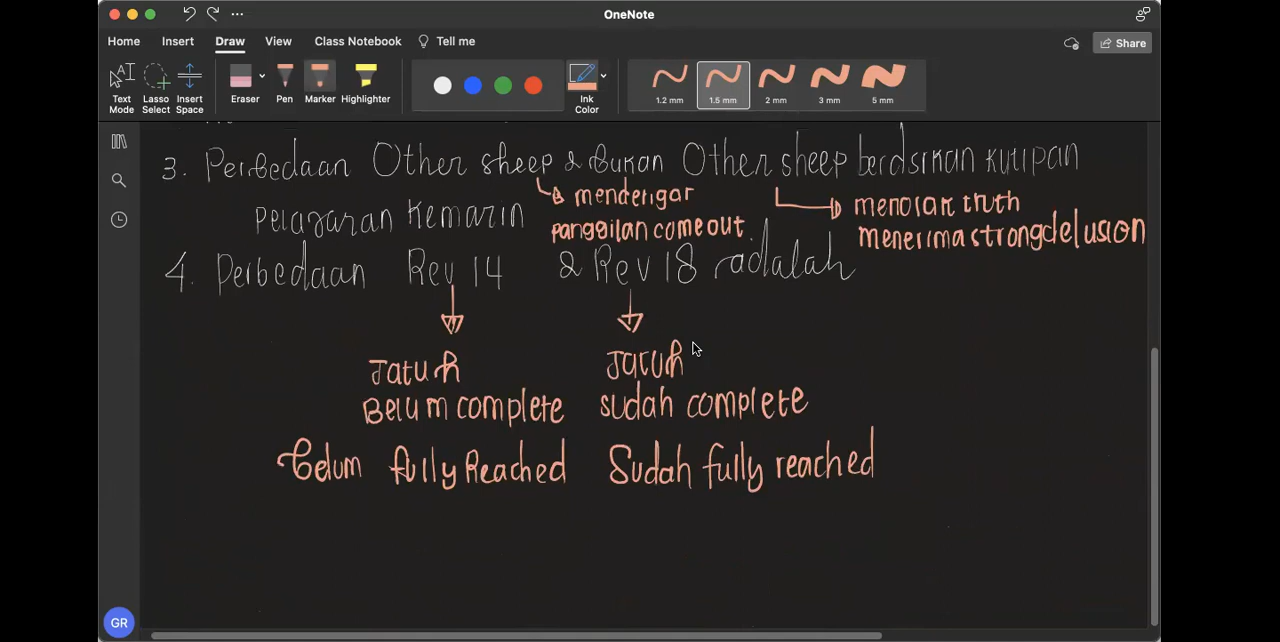 OneNote
Home Insert Draw View Class Notebook Tell me
Share
Text Mode
Lasso Select
Insert Space
Eraser
Pen
Marker
Highlighter
Ink Color
1.2 mm
1.5 mm
2 mm
3 mm
5 mm
3. Perbedaan Other sheep & Bukan Other sheep berdsrkan kutipan
pelajaran kemarin
mendengar
panggilan come out.
menolak truth
menerima strong delusion
4. Perbedaan Rev 14 & Rev 18 adalah
Jatuh
Belum complete
Belum fully Reached
Jatuh
sudah complete
Sudah fully reached
GR